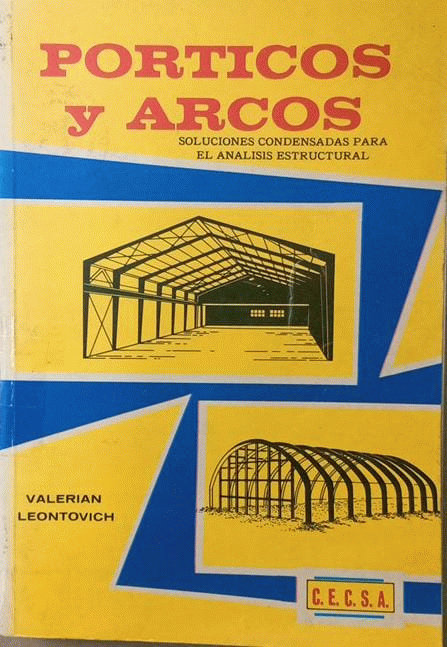 PORTICOS
y ARCOS
SOLUCIONES CONDENSADAS PARA
EL ANALISIS ESTRUCTURAL
VALERIAN
LEONTOVICH
C. E. C. S. A.